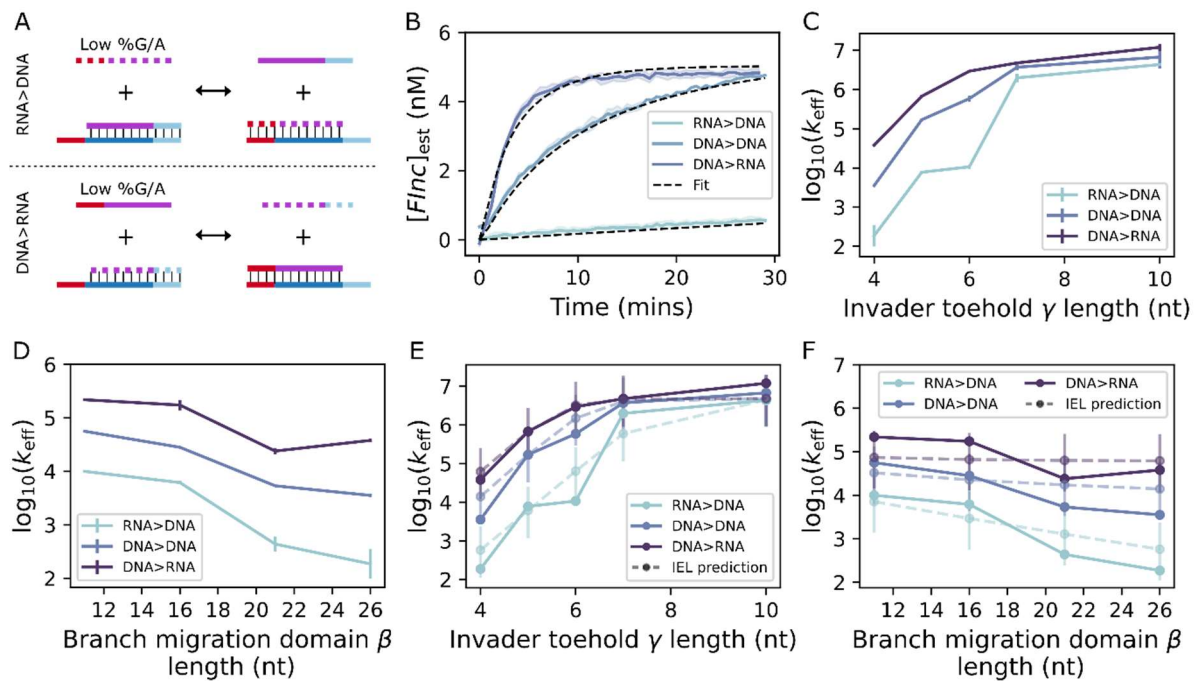 A
RNA>DNA
Low %G/A
+
+
DNA>RNA
Low %G/A
+
+
B
[FInc]est (nM)
6
4
2
0
RNA>DNA
DNA>DNA
DNA>RNA
Fit
0
10
20
30
Time (mins)
C
log10(keff)
7
6
5
4
3
2
RNA>DNA
DNA>DNA
DNA>RNA
4
6
8
10
Invader toehold γ length (nt)
D
log10(keff)
6
5
4
3
2
RNA>DNA
DNA>DNA
DNA>RNA
12 14 16 18 20 22 24 26
Branch migration domain β
length (nt)
E
log10(keff)
7
6
5
4
3
2
RNA>DNA
DNA>DNA
DNA>RNA
IEL prediction
4
6
8
10
Invader toehold γ length (nt)
F
log10(keff)
7
6
5
4
3
2
RNA>DNA
DNA>DNA
DNA>RNA
IEL prediction
12 14 16 18 20 22 24 26
Branch migration domain β
length (nt)